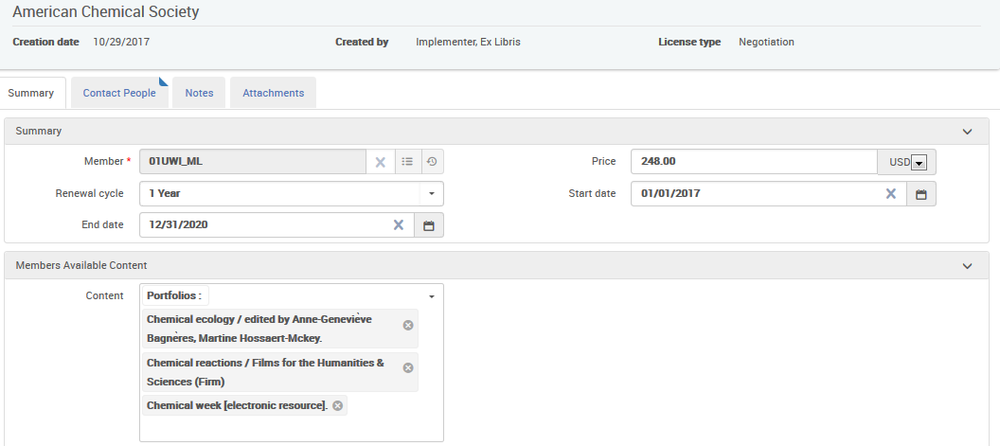 American Chemical Society
Creation date 10/29/2017 Created by Implementer, Ex Libris License type Negotiation
Summary Contact People Notes Attachments
Summary
Member * 01UWI_ML Price 248.00 USD
Renewal cycle 1 Year Start date 01/01/2017
End date 12/31/2020
Members Available Content
Content Portfolios :
Chemical ecology / edited by Anne-Geneviève
Bagnères, Martine Hossaert-Mckey.
Chemical reactions / Films for the Humanities &
Sciences (Firm)
Chemical week [electronic resource].